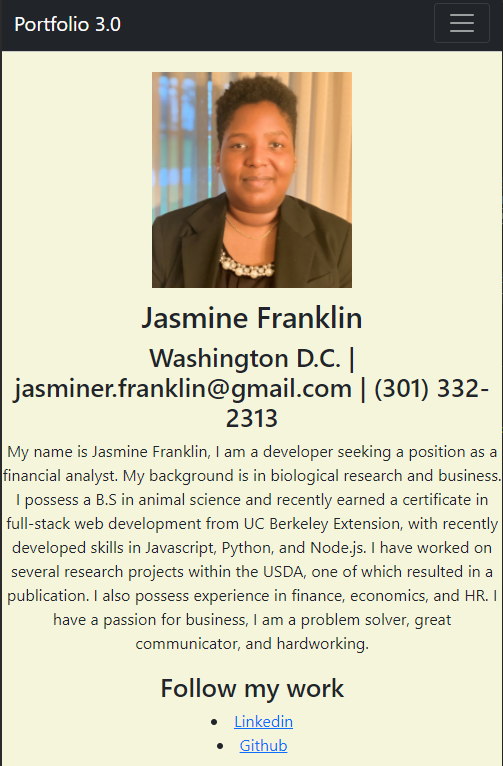 Portfolio 3.0
Jasmine Franklin
Washington D.C. |
jasminer.franklin@gmail.com | (301) 332-
2313
My name is Jasmine Franklin, I am a developer seeking a position as a
financial analyst. My background is in biological research and business.
I possess a B.S in animal science and recently earned a certificate in
full-stack web development from UC Berkeley Extension, with recently
developed skills in Javascript, Python, and Node.js. I have worked on
several research projects within the USDA, one of which resulted in a
publication. I also possess experience in finance, economics, and HR. I
have a passion for business, I am a problem solver, great
communicator, and hardworking.
Follow my work
• Linkedin
• Github